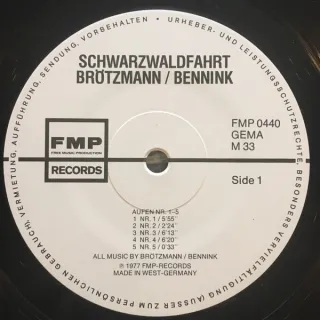 SCHWARZWALDFAHRT
BRÖTZMANN / BENNINK
FMP
FREE MUSIC PRODUCTION
RECORDS
FMP 0440
GEMA
M 33
Side 1
AUFEN NR. 1-5
1 NR. 1 / 5'55"
2 NR. 2 / 2'24"
3 NR. 3 / 6'13"
4 NR. 4 / 6'20"
5 NR. 5 / 0'33"
ALL MUSIC BY BRÖTZMANN / BENNINK
℗ 1977 FMP-RECORDS
MADE IN WEST-GERMANY
URHEBER- UND LEISTUNGSSCHUTZRECHTE, BESONDERS VERVIELFÄLTIGUNG (AUSSER ZUM PERSÖNLICHEN GEBRAUCH), VERMIETUNG, AUFFÜHRUNG, SENDUNG, VORBEHALTEN •